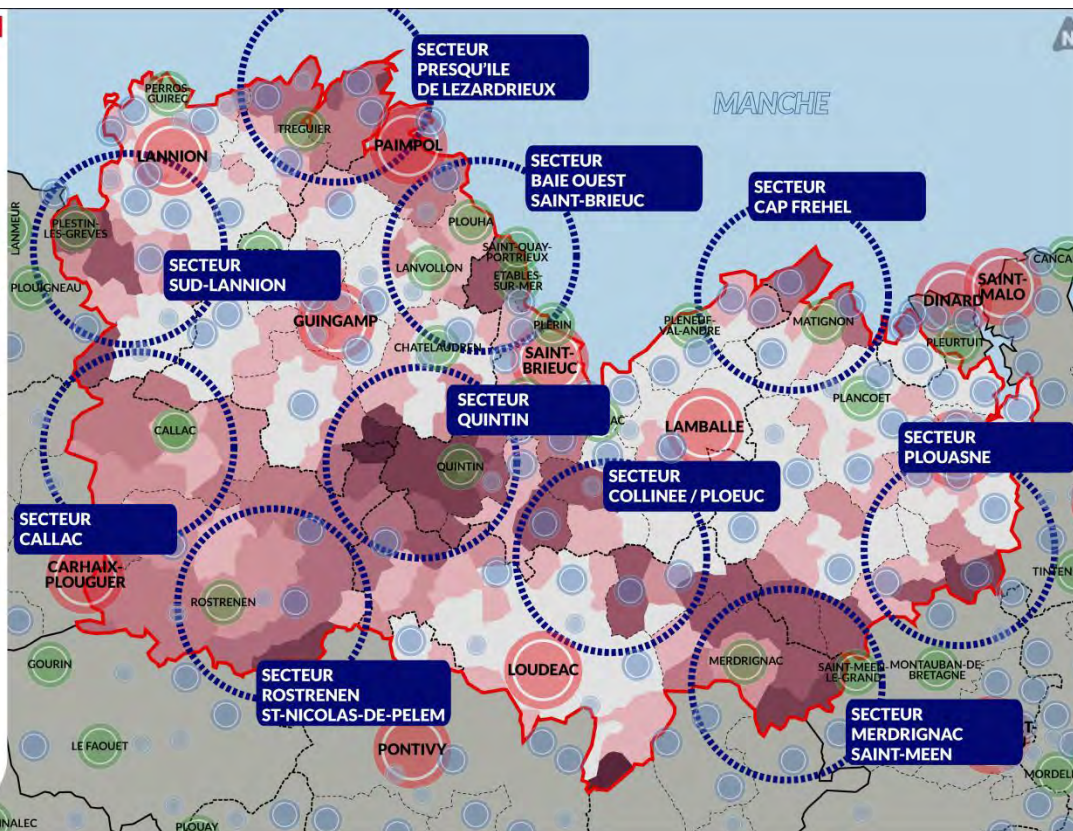 N
SECTEUR
PRESQU'ILE
DE LEZARDRIEUX
MANCHE
PERROS-
GUIREC
TREGUIER
LANNION
PAIMPOL
SECTEUR
BAIE OUEST
SAINT-BRIEUC
SECTEUR
CAP FREHEL
LANMEUR
PLESTIN-
LES-GREVES
PLOUHA
SAINT-QUAY-
PORTRIEUX
ETABLES-
SUR-MER
LANVOLLON
CANCA
SECTEUR
SUD-LANNION
PLOUIGNEAU
SAINT-
MALO
DINARD
GUINGAMP
PLERIN
PLENEUF-
VAL-ANDRE
MATIGNON
PLEURTUIT
CHATELAUDREN
SAINT-
BRIEUC
PLANCOET
SECTEUR
QUINTIN
AC
LAMBALLE
CALLAC
QUINTIN
SECTEUR
PLOUASNE
SECTEUR
COLLINEE / PLOEUC
SECTEUR
CALLAC
CARHAIX-
PLOUGUER
TINTEN
ROSTRENEN
GOURIN
SECTEUR
ROSTRENEN
ST-NICOLAS-DE-PELEM
LOUDEAC
MERDRIGNAC
SAINT-MEEN
LE-GRAND
MONTAUBAN-DE-
BRETAGNE
SECTEUR
MERDRIGNAC
SAINT-MEEN
T-
LE FAOUET
PONTIVY
MORDEL
NALEC
PLOUAY